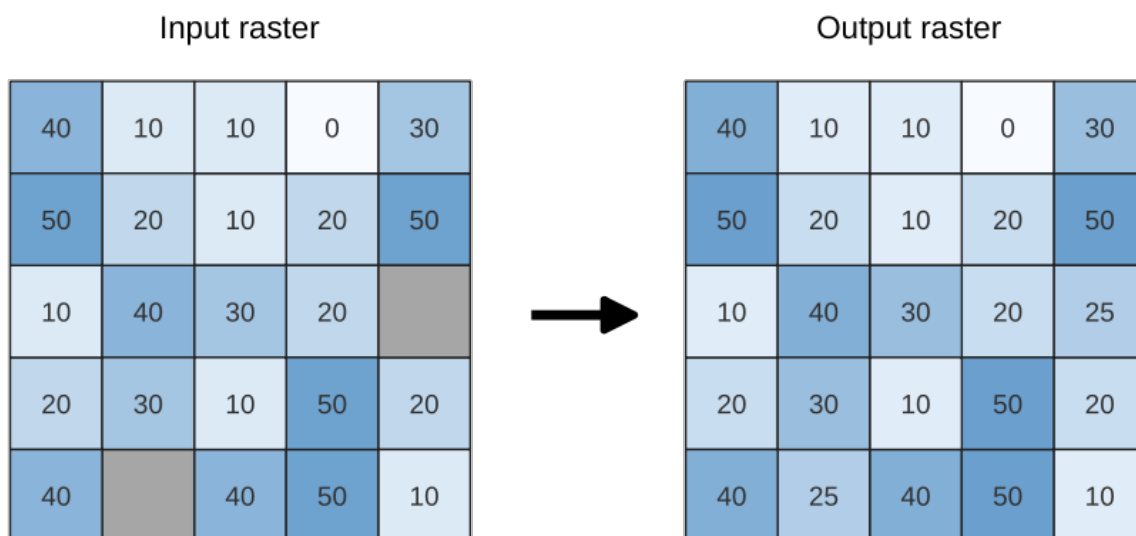 Input raster Output raster
40 10 10 0 30 40 10 10 0 30
50 20 10 20 50 50 20 10 20 50
10 40 30 20 10 40 30 20 25
20 30 10 50 20 20 30 10 50 20
40 40 50 10 40 25 40 50 10